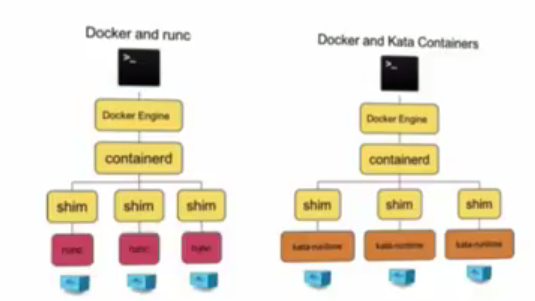 Docker and runc
Docker and Kata Containers
>_
>_
Docker Engine
Docker Engine
containerd
containerd
shim
shim
shim
shim
shim
shim
runc
runc
runc
kata-runtime
kata-runtime
kata-runtime